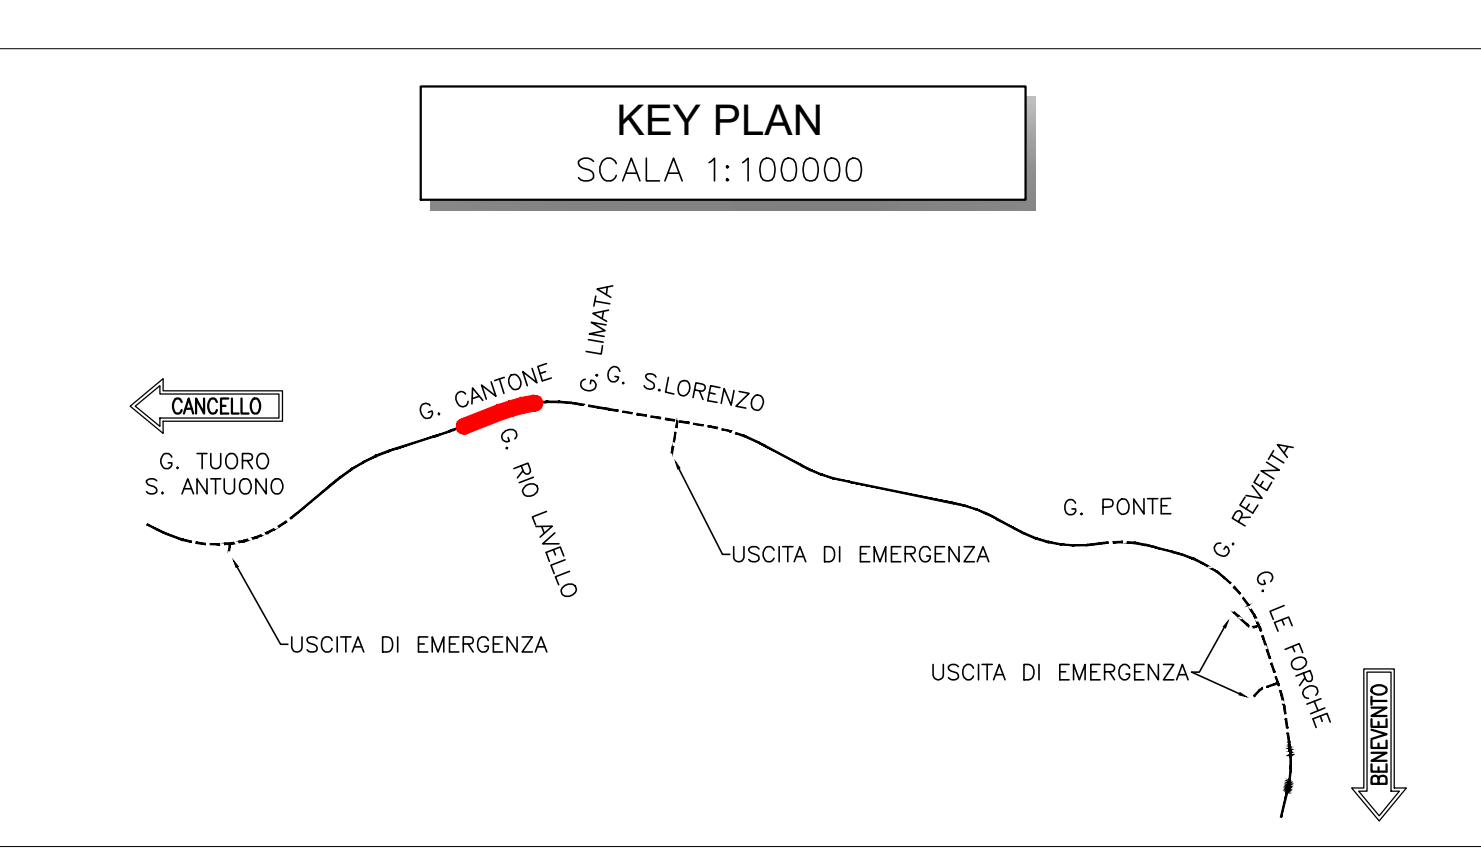 KEY PLAN
SCALA 1:100000
G. LIMATA
G. CANTONE
G. S.LORENZO
CANCELLO
G. TUORO
S. ANTUONO
G. RIO LAVELLO
G. PONTE
G. REVENTA
USCITA DI EMERGENZA
G. LE FORCHE
USCITA DI EMERGENZA
USCITA DI EMERGENZA
BENEVENTO